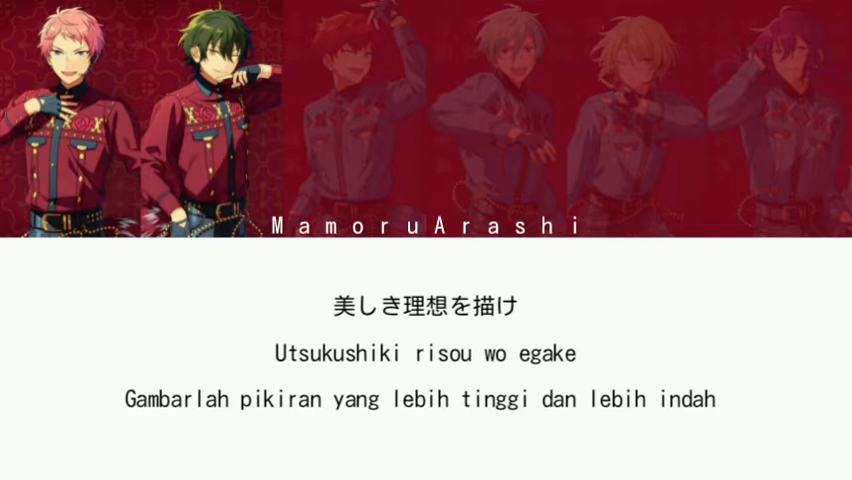 MamoruArashi
美しき理想を描け
Utsukushiki risou wo egake
Gambarlah pikiran yang lebih tinggi dan lebih indah